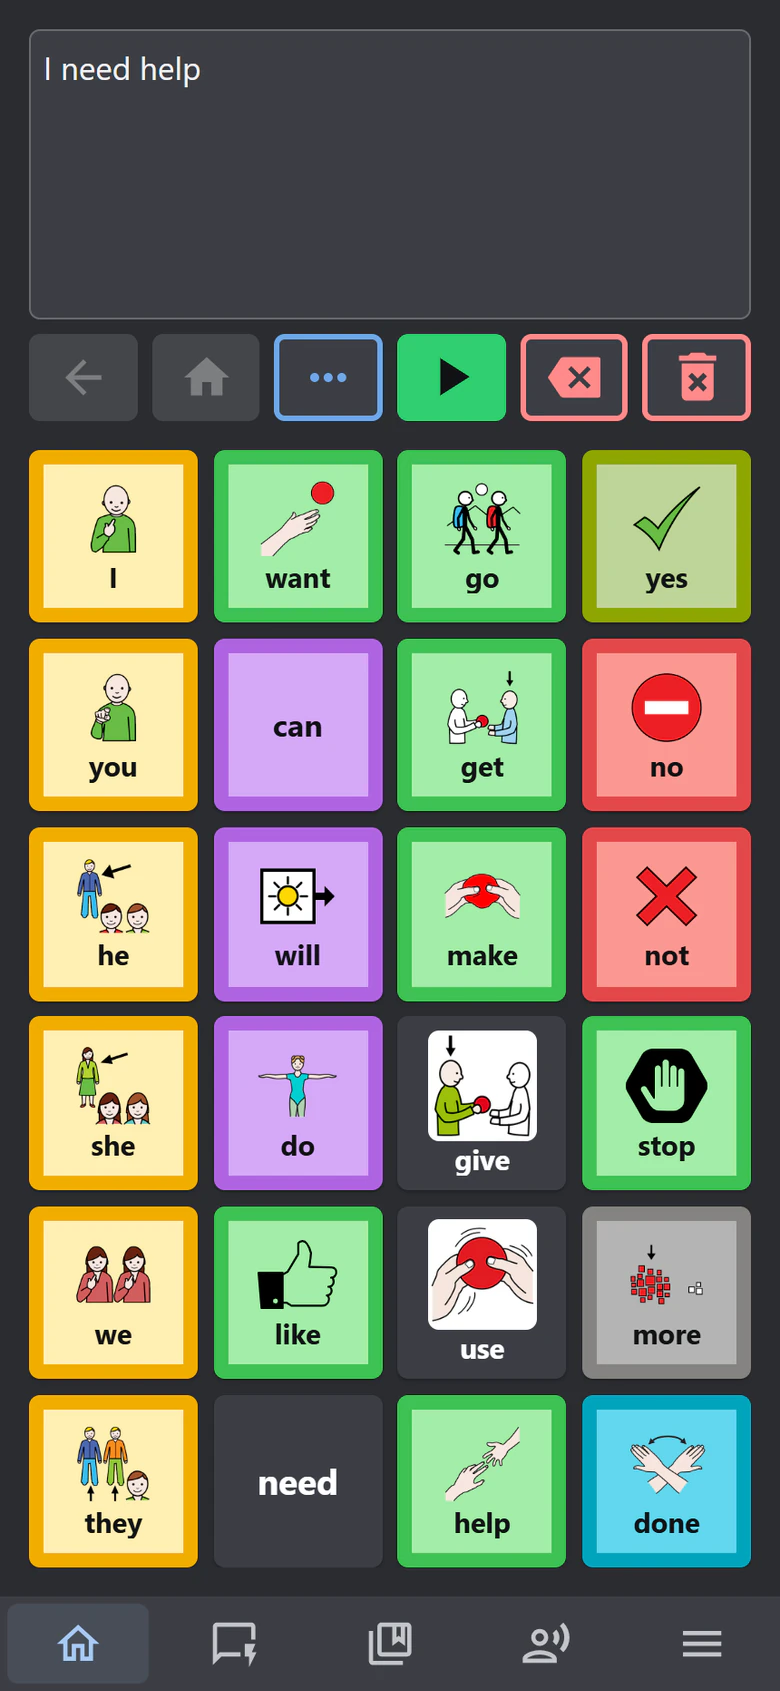 I need help
I
want
go
yes
you
can
get
no
he
will
make
not
she
do
give
stop
we
like
use
more
they
need
help
done